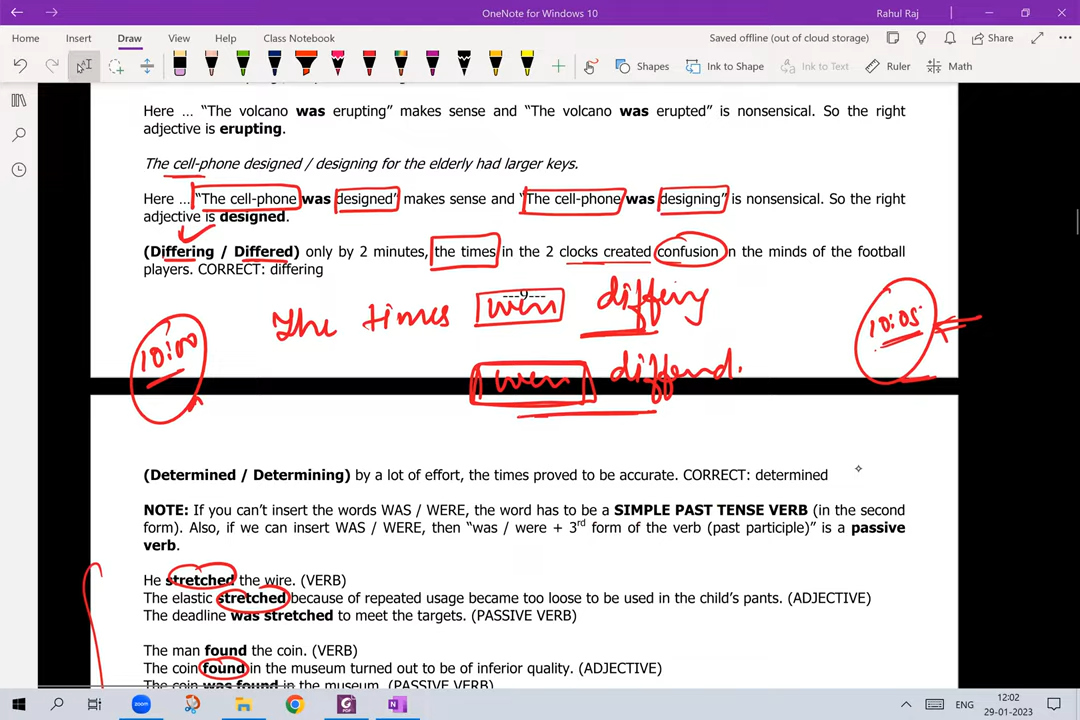 OneNote for Windows 10
Rahul Raj
Home Insert Draw View Help Class Notebook
Saved offline (out of cloud storage) Share
Shapes Ink to Shape Ink to Text Ruler Math
Here … “The volcano was erupting” makes sense and “The volcano was erupted” is nonsensical. So the right
adjective is erupting.
The cell-phone designed / designing for the elderly had larger keys.
Here … “The cell-phone was designed” makes sense and “The cell-phone was designing” is nonsensical. So the right
adjective is designed.
(Differing / Differed) only by 2 minutes, the times in the 2 clocks created confusion in the minds of the football
players. CORRECT: differing
---9---
The times were differing
10:00
10:05
were differed.
(Determined / Determining) by a lot of effort, the times proved to be accurate. CORRECT: determined
NOTE: If you can’t insert the words WAS / WERE, the word has to be a SIMPLE PAST TENSE VERB (in the second
form). Also, if we can insert WAS / WERE, then “was / were + 3rd form of the verb (past participle)” is a passive
verb.
He stretched the wire. (VERB)
The elastic stretched because of repeated usage became too loose to be used in the child’s pants. (ADJECTIVE)
The deadline was stretched to meet the targets. (PASSIVE VERB)
The man found the coin. (VERB)
The coin found in the museum turned out to be of inferior quality. (ADJECTIVE)
The coin was found in the museum. (PASSIVE VERB)
zoom
ENG
12:02
29-01-2023